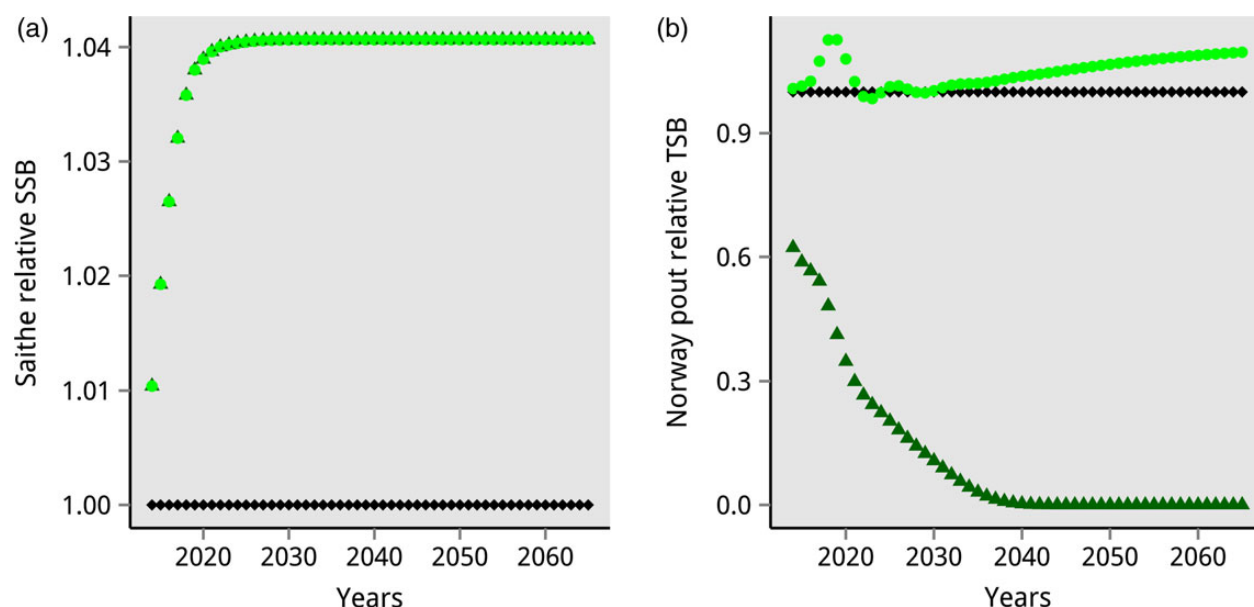 (a)
Saithe relative SSB
1.04
1.03
1.02
1.01
1.00
2020 2030 2040 2050 2060
Years
(b)
Norway pout relative TSB
0.9
0.6
0.3
0.0
2020 2030 2040 2050 2060
Years